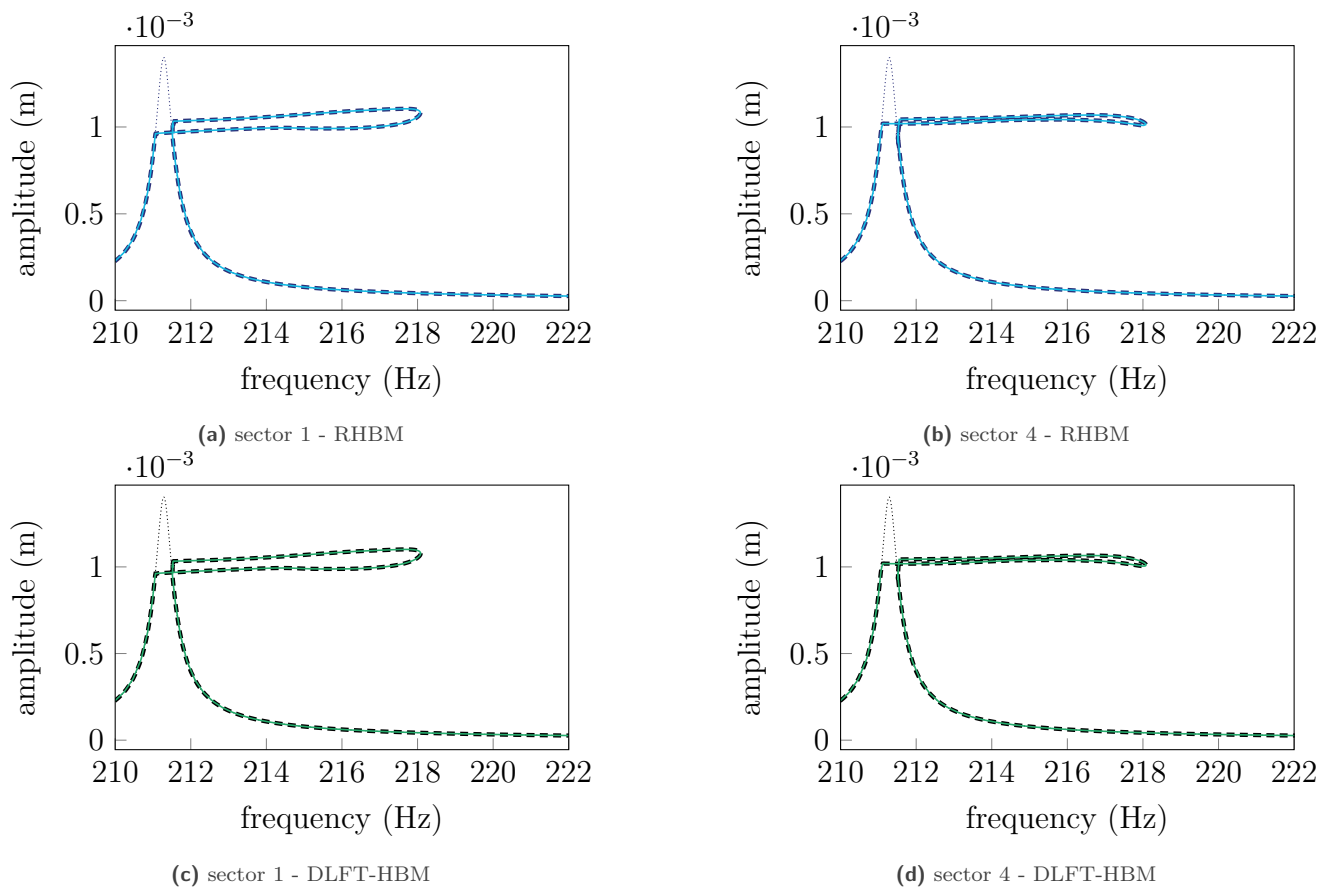 ·10⁻³
amplitude (m)
1
0.5
0
210 212 214 216 218 220 222
frequency (Hz)
(a) sector 1 - RHBM
·10⁻³
amplitude (m)
1
0.5
0
210 212 214 216 218 220 222
frequency (Hz)
(b) sector 4 - RHBM
·10⁻³
amplitude (m)
1
0.5
0
210 212 214 216 218 220 222
frequency (Hz)
(c) sector 1 - DLFT-HBM
·10⁻³
amplitude (m)
1
0.5
0
210 212 214 216 218 220 222
frequency (Hz)
(d) sector 4 - DLFT-HBM